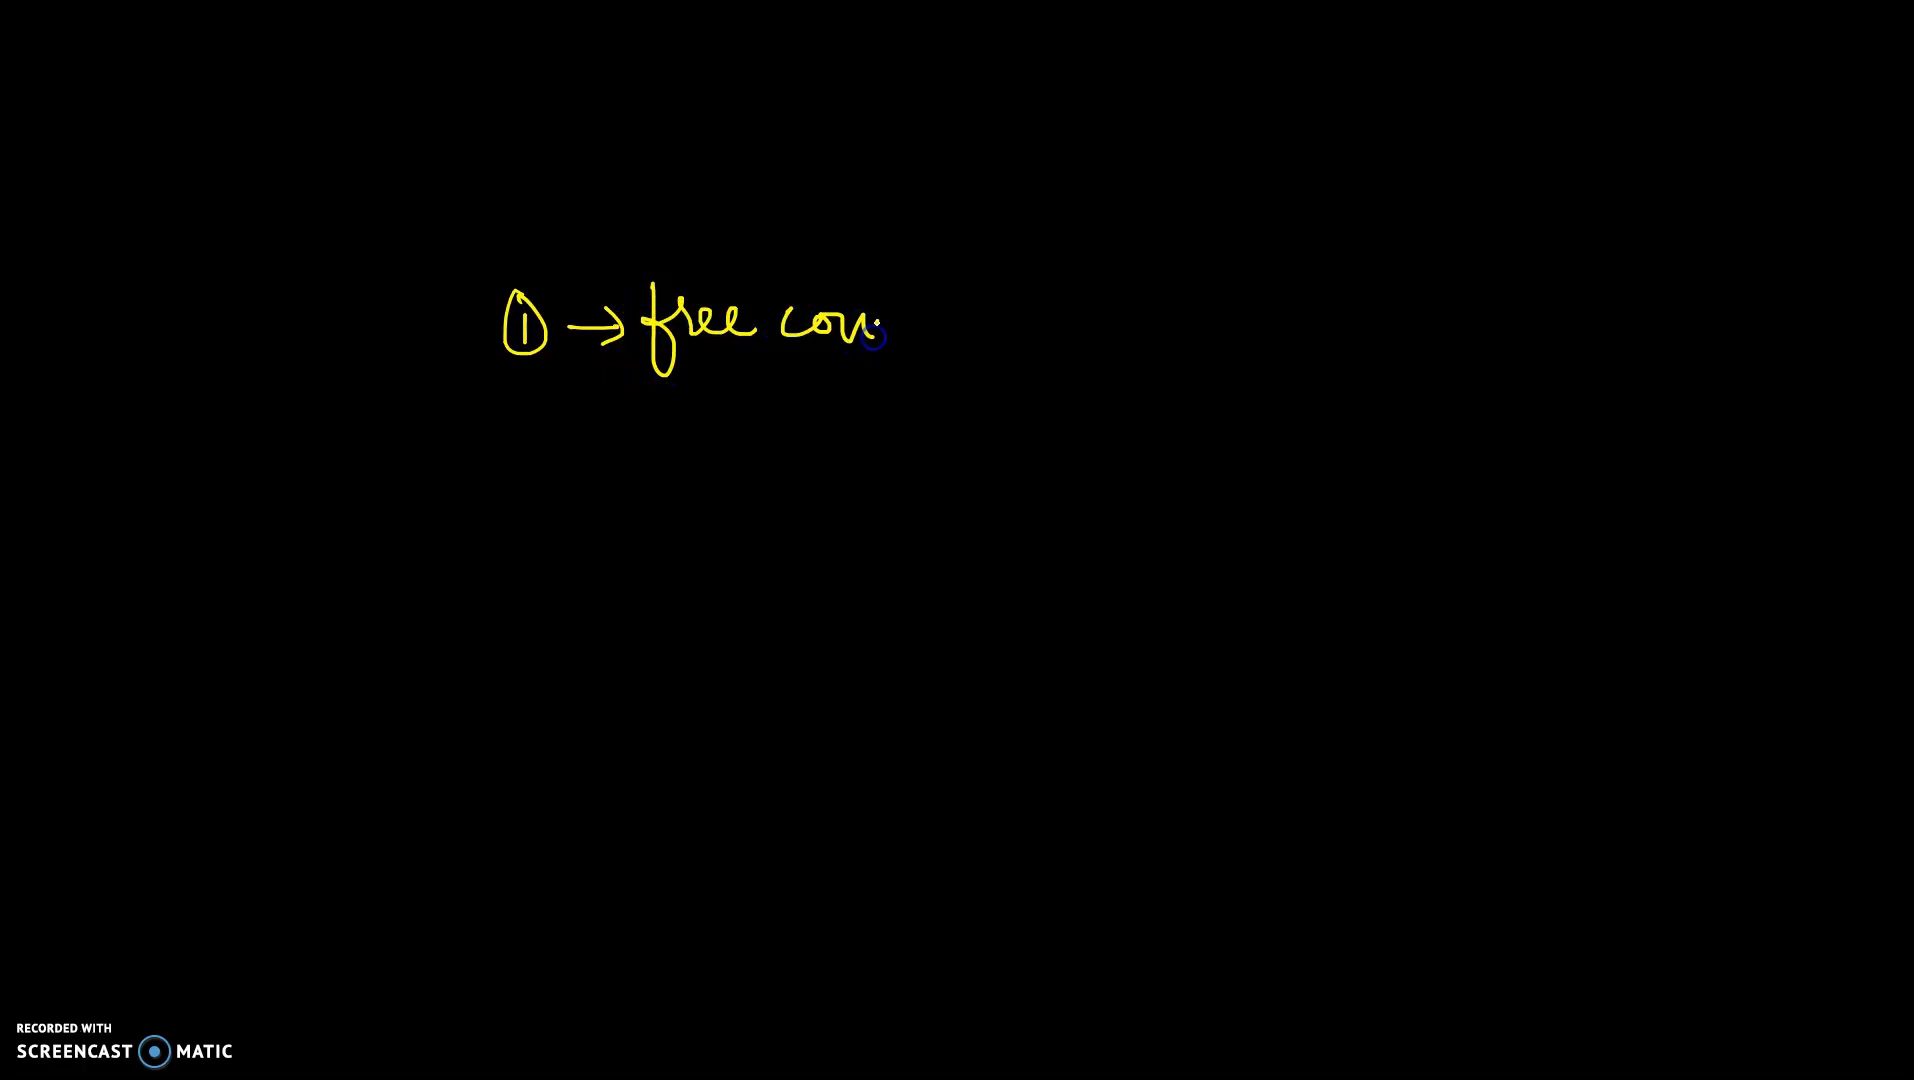 ① → free con
RECORDED WITH
SCREENCAST MATIC